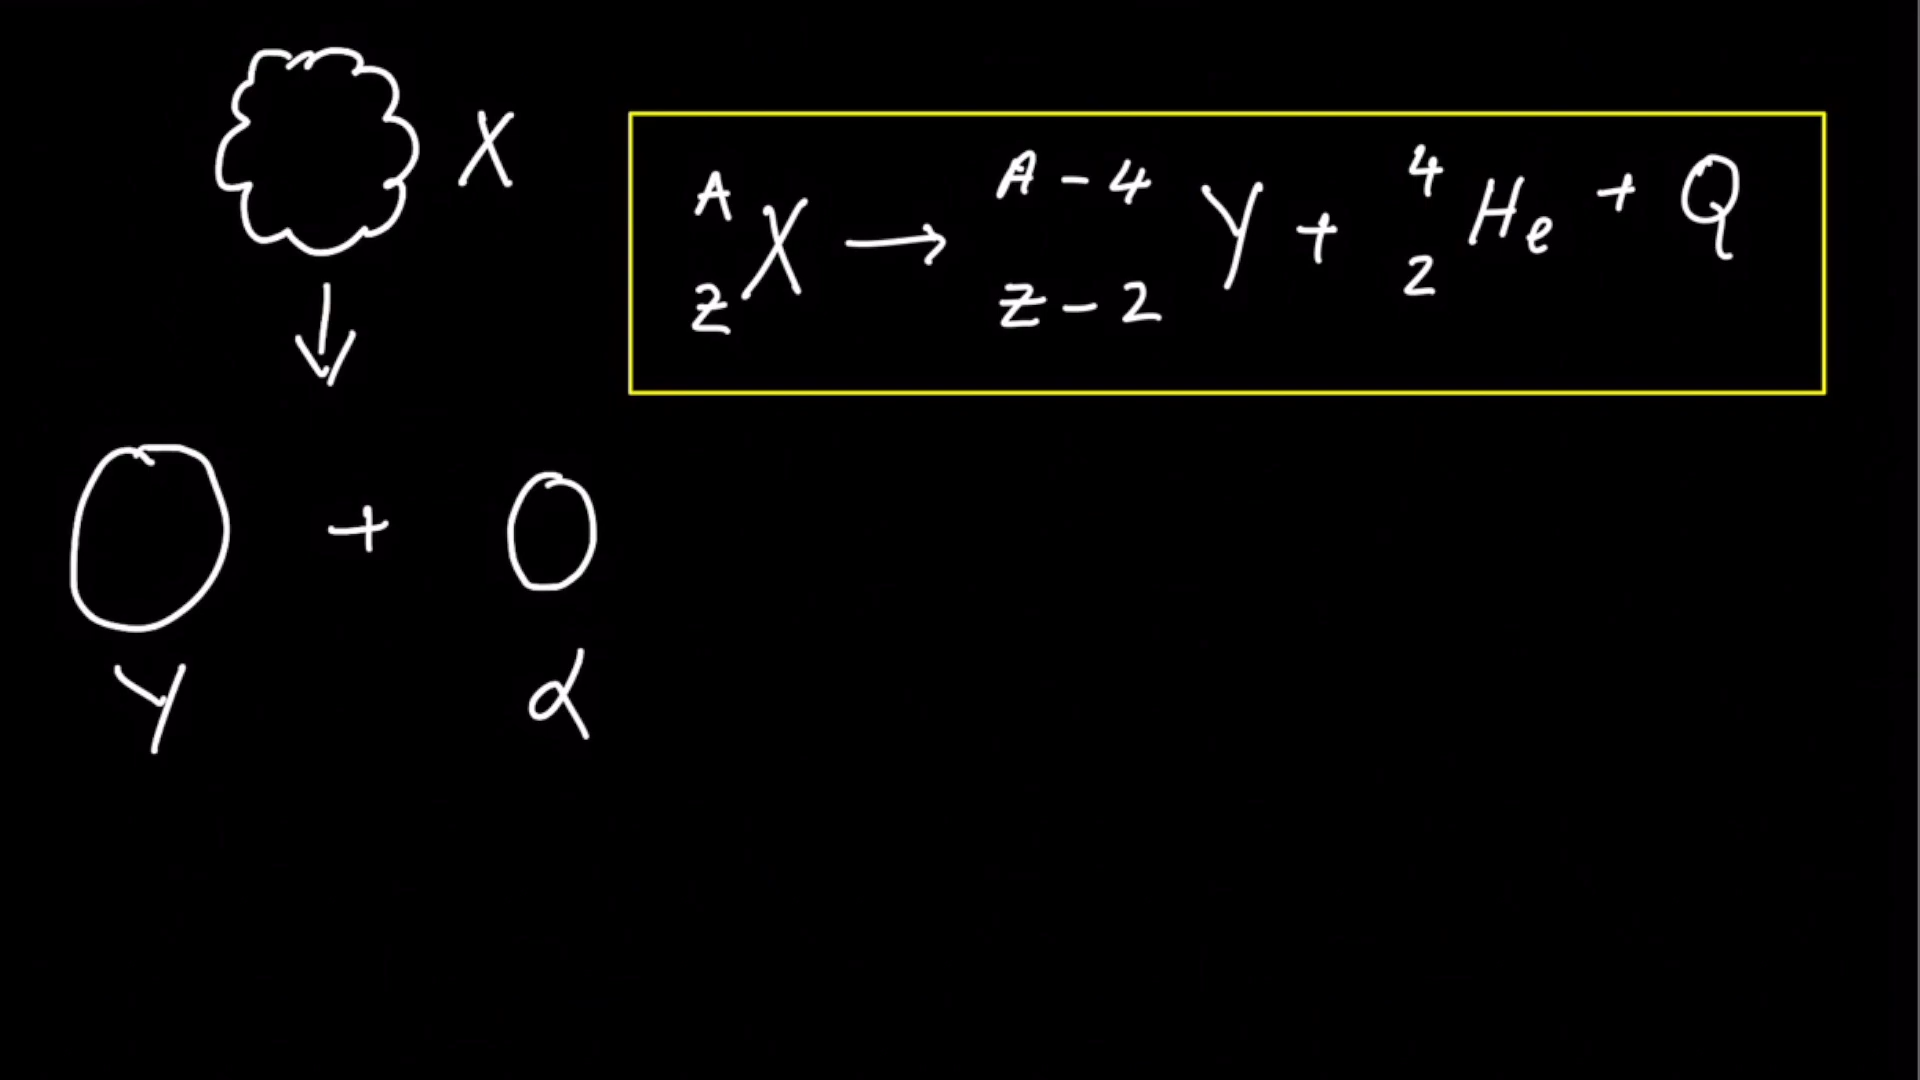 X
A Z X → A-4 Z-2 Y + 4 2 He + Q
+
Y α